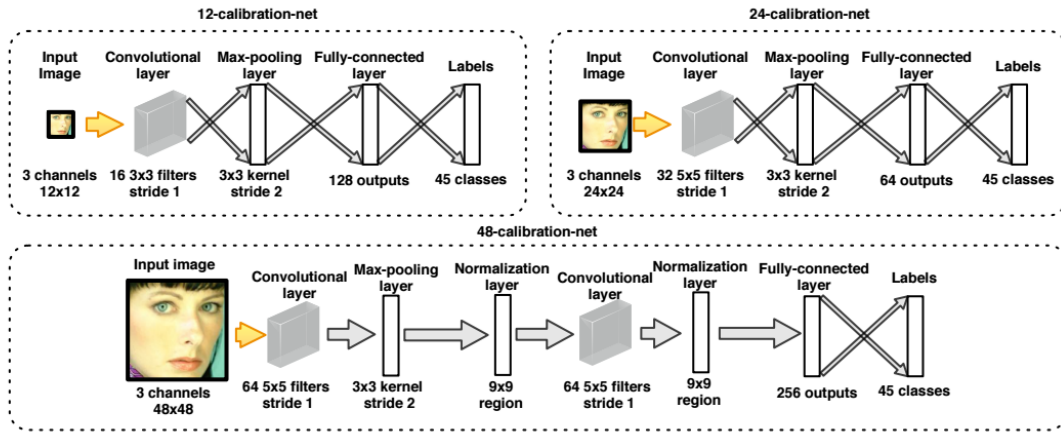 12-calibration-net
Input
Image
Convolutional
layer
Max-pooling
layer
Fully-connected
layer
Labels
3 channels
12x12
16 3x3 filters
stride 1
3x3 kernel
stride 2
128 outputs
45 classes
24-calibration-net
Input
Image
Convolutional
layer
Max-pooling
layer
Fully-connected
layer
Labels
3 channels
24x24
32 5x5 filters
stride 1
3x3 kernel
stride 2
64 outputs
45 classes
48-calibration-net
Input image
Convolutional
layer
Max-pooling
layer
Normalization
layer
Convolutional
layer
Normalization
layer
Fully-connected
layer
Labels
3 channels
48x48
64 5x5 filters
stride 1
3x3 kernel
stride 2
9x9
region
64 5x5 filters
stride 1
9x9
region
256 outputs
45 classes